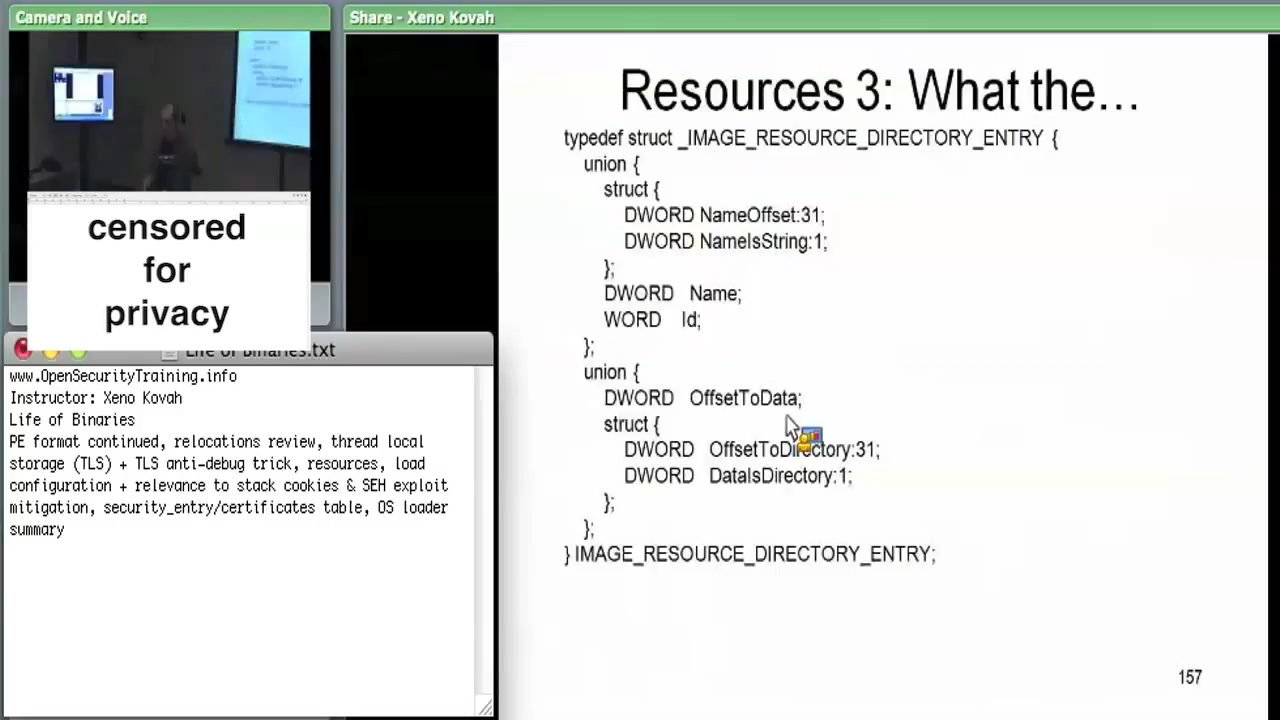 Camera and Voice
Share - Xeno Kovah
censored
for
privacy
Life of Binaries.txt
www.OpenSecurityTraining.info
Instructor: Xeno Kovah
Life of Binaries
PE format continued, relocations review, thread local
storage (TLS) + TLS anti-debug trick, resources, load
configuration + relevance to stack cookies & SEH exploit
mitigation, security_entry/certificates table, OS loader
summary
Resources 3: What the…
typedef struct _IMAGE_RESOURCE_DIRECTORY_ENTRY {
union {
struct {
DWORD NameOffset:31;
DWORD NameIsString:1;
};
DWORD Name;
WORD Id;
};
union {
DWORD OffsetToData;
struct {
DWORD OffsetToDirectory:31;
DWORD DataIsDirectory:1;
};
};
} IMAGE_RESOURCE_DIRECTORY_ENTRY;
157